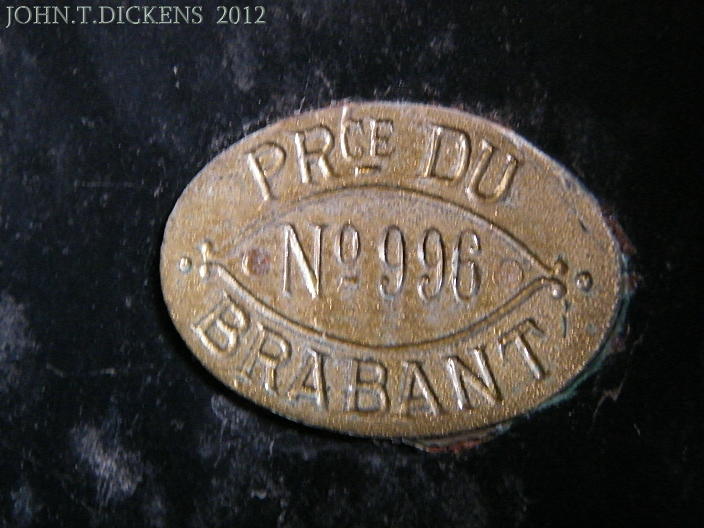 JOHN.T.DICKENS 2012
PRCE DU
Nº 996
BRABANT